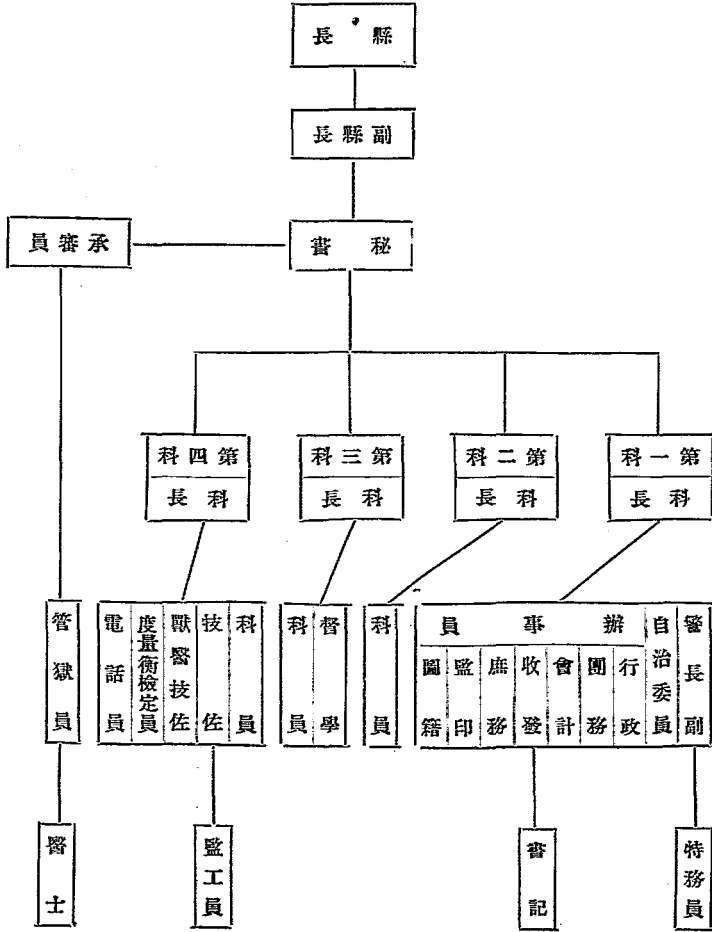 縣長
副縣長
秘書
承審員
第一科
科長
第二科
科長
第三科
科長
第四科
科長
警長副
自治委員
辦事員
行政
團務
會計
收發
庶務
監印
圖籍
科員
督學
科員
科員
技佐
獸醫技佐
度量衡檢定員
電話員
管獄員
特務員
書記
監工員
醫士